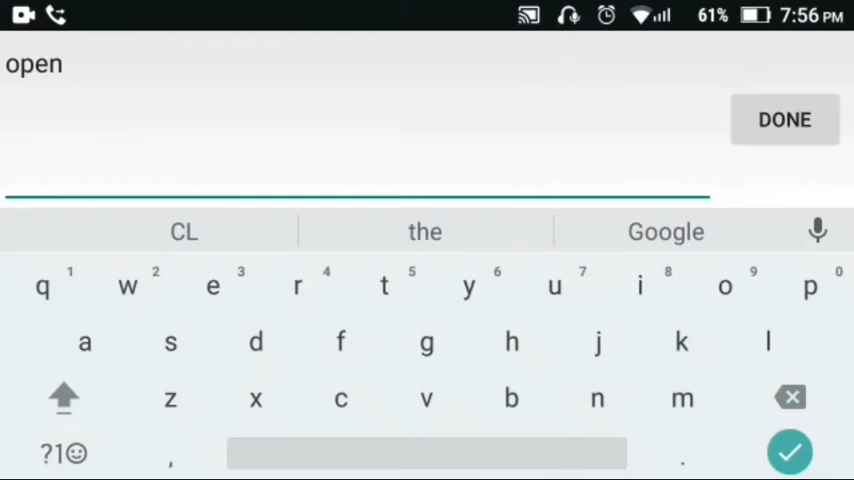 61% 7:56 PM
open
DONE
CL the Google
q 1 w 2 e 3 r 4 t 5 y 6 u 7 i 8 o 9 p 0
a s d f g h j k l
z x c v b n m
?1☺ , .